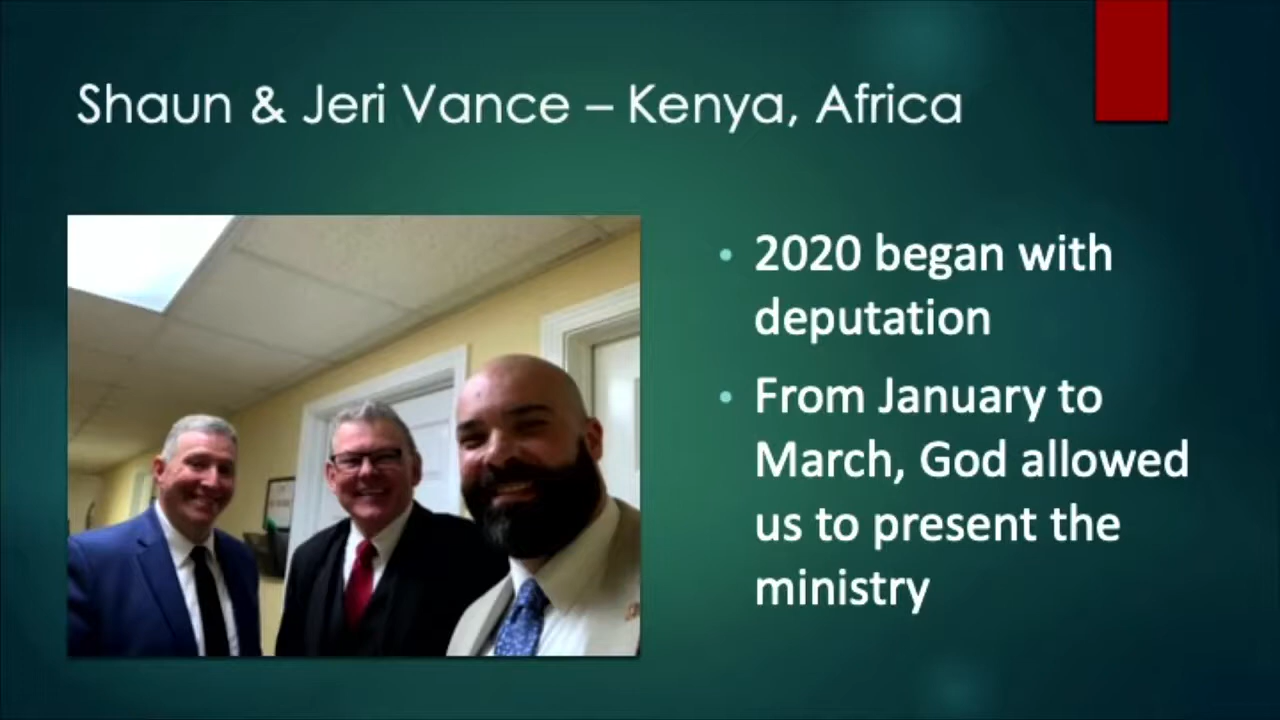 Shaun & Jeri Vance – Kenya, Africa
• 2020 began with
deputation
• From January to
March, God allowed
us to present the
ministry